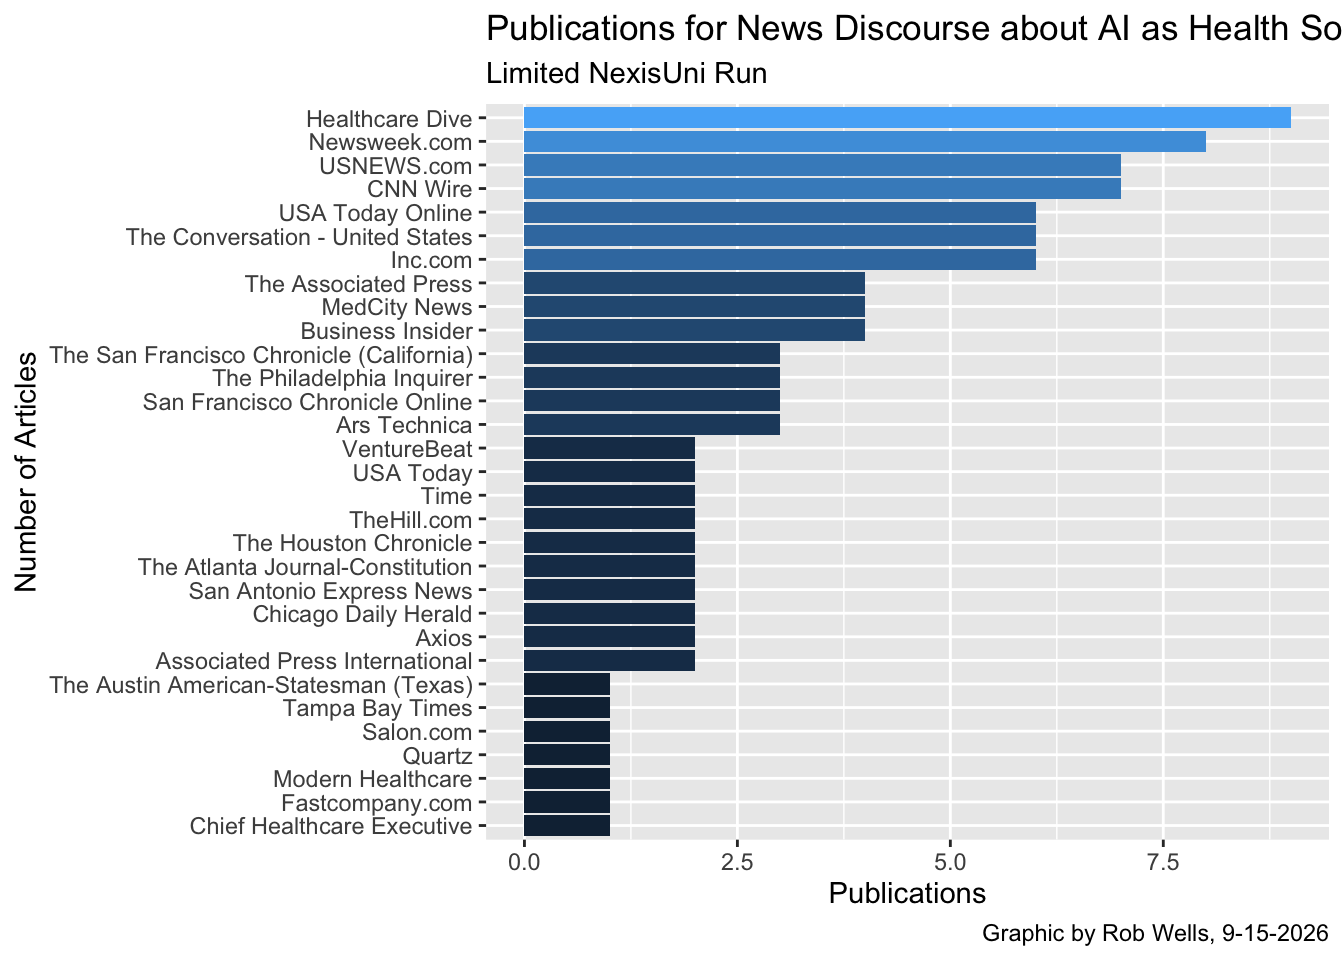 Publications for News Discourse about AI as Health So
Limited NexisUni Run
Healthcare Dive
Newsweek.com
USNEWS.com
CNN Wire
USA Today Online
The Conversation - United States
Inc.com
The Associated Press
MedCity News
Business Insider
The San Francisco Chronicle (California)
The Philadelphia Inquirer
San Francisco Chronicle Online
Ars Technica
VentureBeat
USA Today
Time
TheHill.com
The Houston Chronicle
The Atlanta Journal-Constitution
San Antonio Express News
Chicago Daily Herald
Axios
Associated Press International
The Austin American-Statesman (Texas)
Tampa Bay Times
Salon.com
Quartz
Modern Healthcare
Fastcompany.com
Chief Healthcare Executive
Number of Articles
0.0 2.5 5.0 7.5
Publications
Graphic by Rob Wells, 9-15-2026